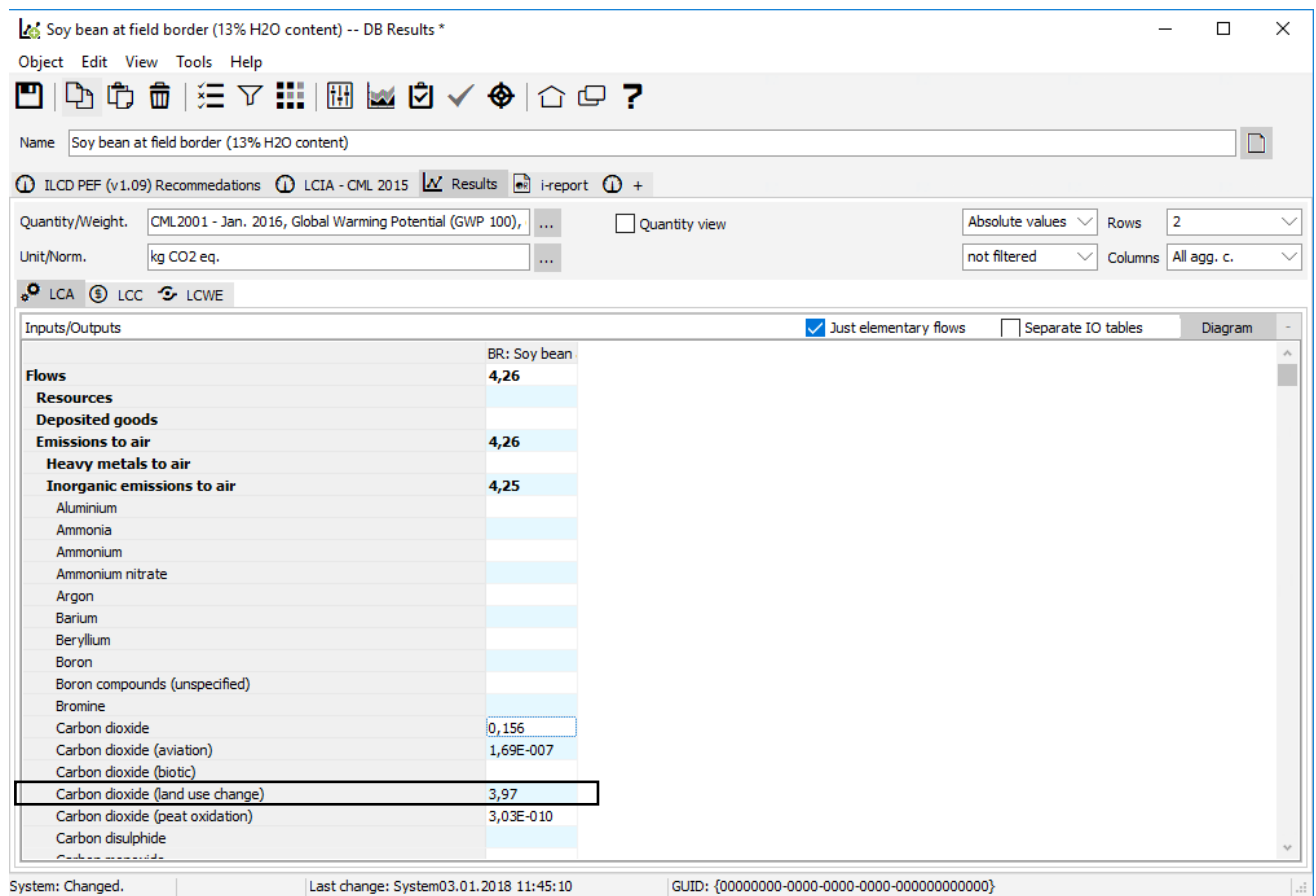 Soy bean at field border (13% H2O content) -- DB Results *
Object Edit View Tools Help
Name Soy bean at field border (13% H2O content)
ILCD PEF (v1.09) Recommedations LCIA - CML 2015 Results i-report +
Quantity/Weight. CML2001 - Jan. 2016, Global Warming Potential (GWP 100), ... Quantity view Absolute values Rows 2
Unit/Norm. kg CO2 eq. ... not filtered Columns All agg. c.
LCA LCC LCWE
Inputs/Outputs Just elementary flows Separate IO tables Diagram -
BR: Soy bean
Flows 4,26
Resources
Deposited goods
Emissions to air 4,26
Heavy metals to air
Inorganic emissions to air 4,25
Aluminium
Ammonia
Ammonium
Ammonium nitrate
Argon
Barium
Beryllium
Boron
Boron compounds (unspecified)
Bromine
Carbon dioxide 0,156
Carbon dioxide (aviation) 1,69E-007
Carbon dioxide (biotic)
Carbon dioxide (land use change) 3,97
Carbon dioxide (peat oxidation) 3,03E-010
Carbon disulphide
System: Changed. Last change: System03.01.2018 11:45:10 GUID: {00000000-0000-0000-0000-000000000000}